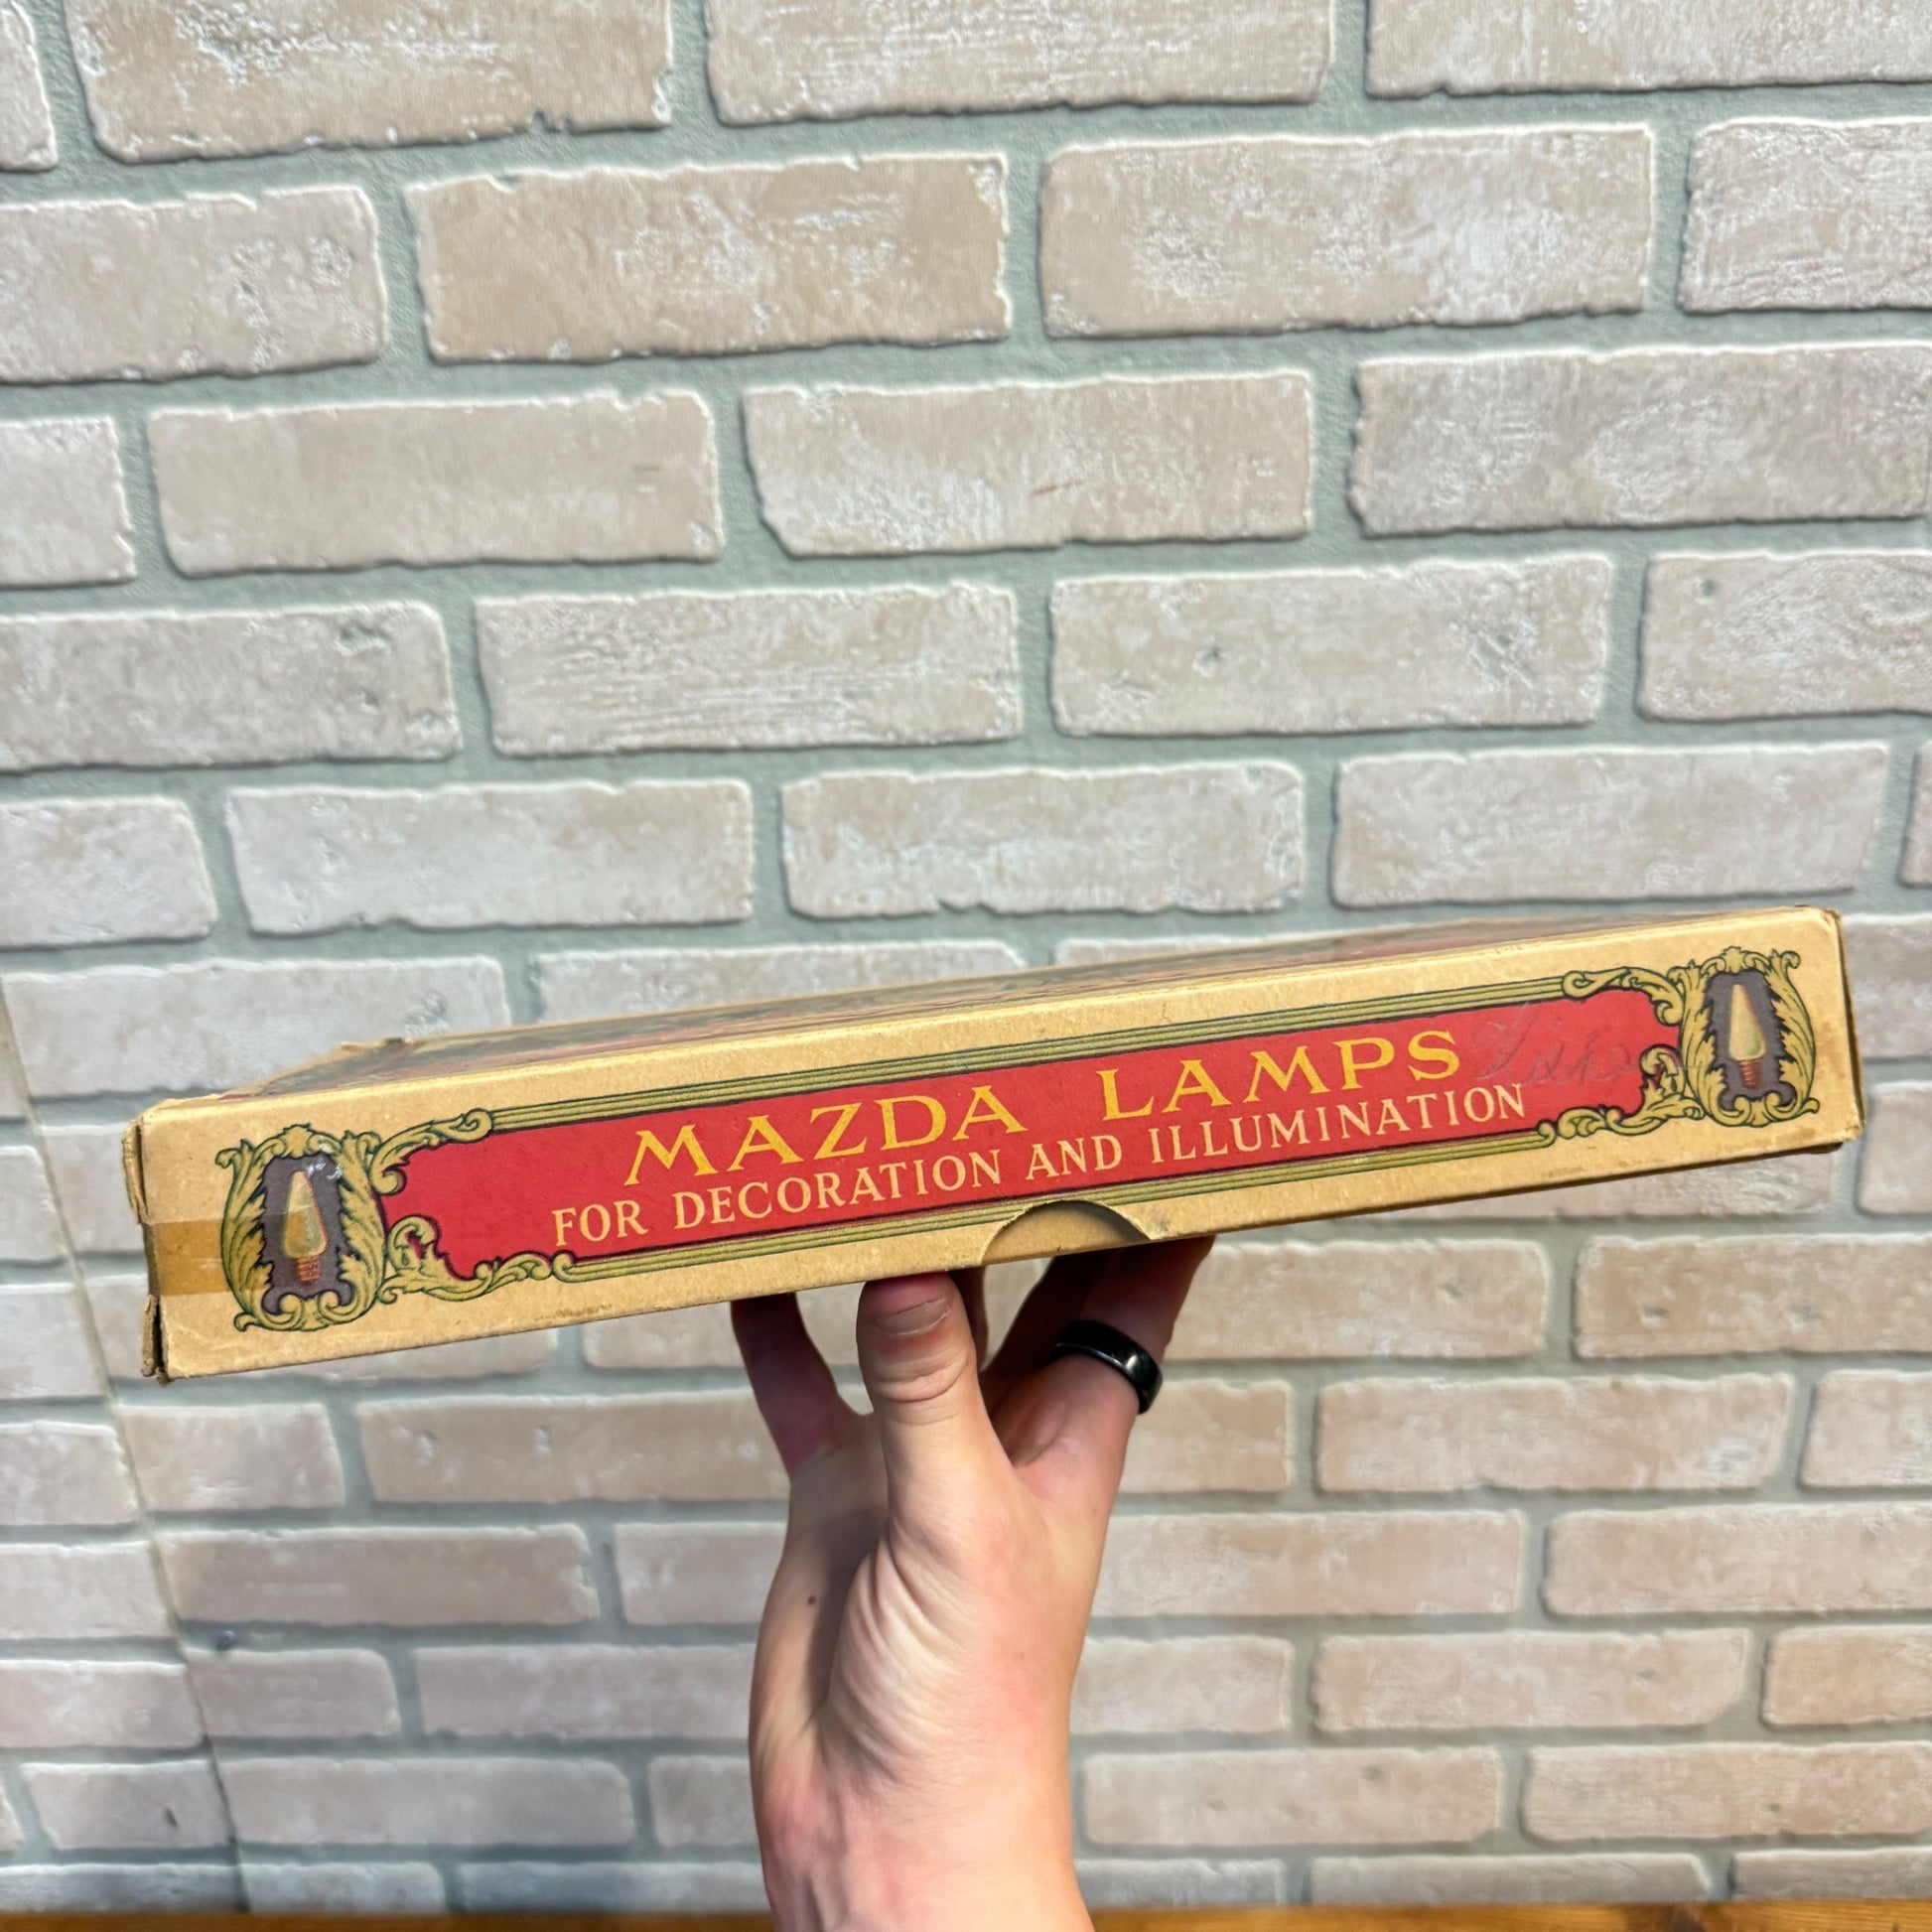 MAZDA LAMPS
FOR DECORATION AND ILLUMINATION